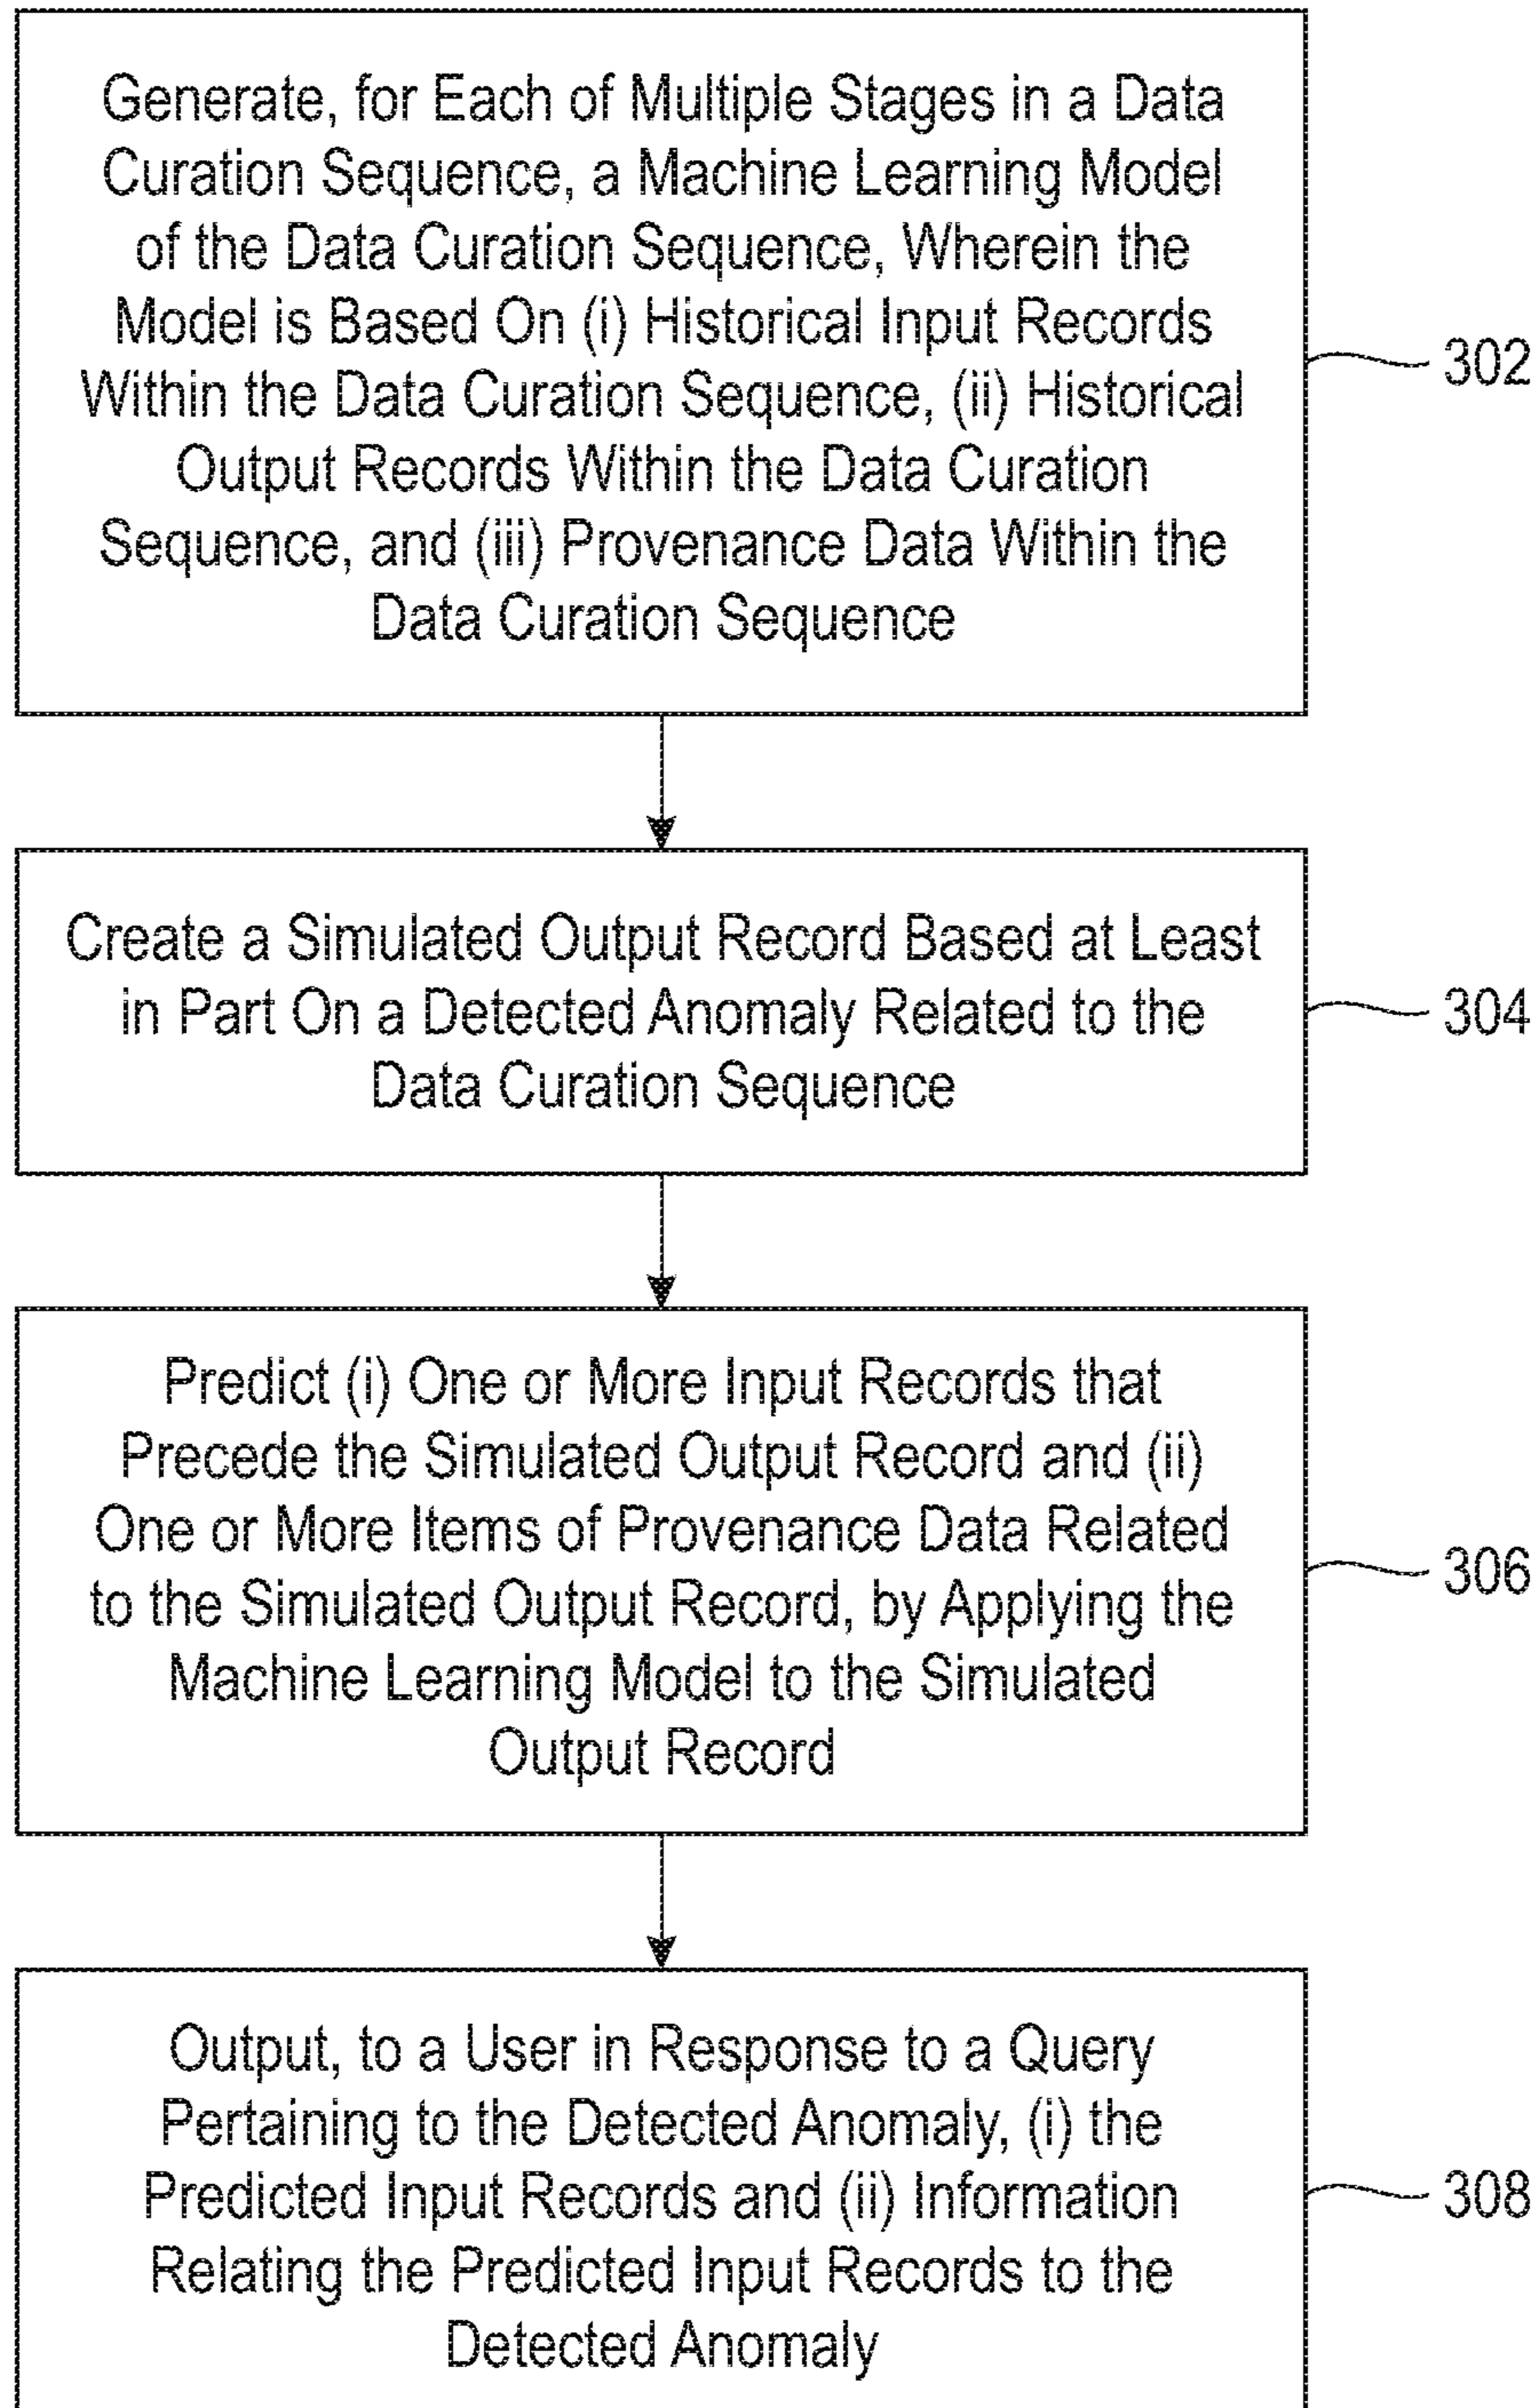 Generate, for Each of Multiple Stages in a Data
Curation Sequence, a Machine Learning Model
of the Data Curation Sequence, Wherein the
Model is Based On (i) Historical Input Records
Within the Data Curation Sequence, (ii) Historical
Output Records Within the Data Curation
Sequence, and (iii) Provenance Data Within the
Data Curation Sequence
302
Create a Simulated Output Record Based at Least
in Part On a Detected Anomaly Related to the
Data Curation Sequence
304
Predict (i) One or More Input Records that
Precede the Simulated Output Record and (ii)
One or More Items of Provenance Data Related
to the Simulated Output Record, by Applying the
Machine Learning Model to the Simulated
Output Record
306
Output, to a User in Response to a Query
Pertaining to the Detected Anomaly, (i) the
Predicted Input Records and (ii) Information
Relating the Predicted Input Records to the
Detected Anomaly
308